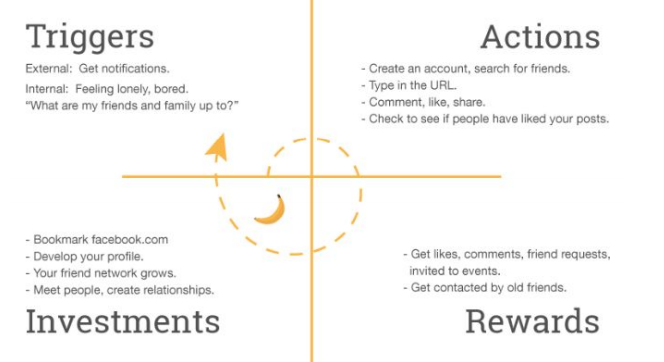 Triggers
External: Get notifications.
Internal: Feeling lonely, bored.
“What are my friends and family up to?”
Actions
- Create an account, search for friends.
- Type in the URL.
- Comment, like, share.
- Check to see if people have liked your posts.
- Bookmark facebook.com
- Develop your profile.
- Your friend network grows.
- Meet people, create relationships.
Investments
- Get likes, comments, friend requests,
invited to events.
- Get contacted by old friends.
Rewards